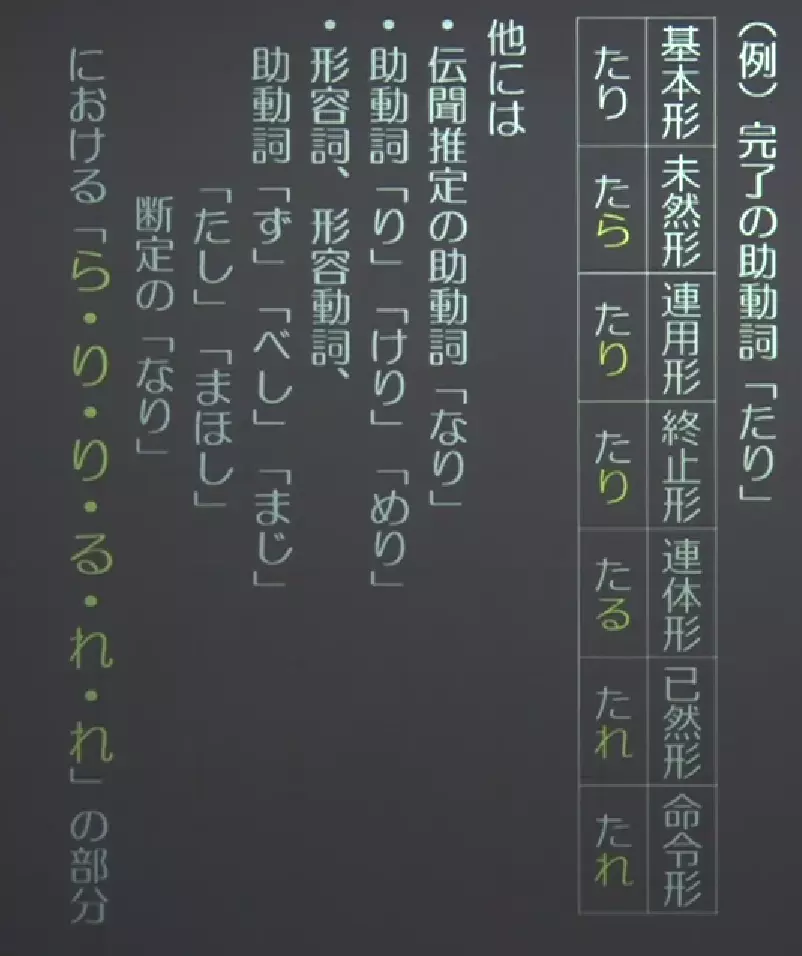 （例）完了の助動詞「たり」
基本形 未然形 連用形 終止形 連体形 已然形 命令形
たり たら たり たり たる たれ たれ
他には
・伝聞推定の助動詞「なり」
・助動詞「り」「けり」「めり」
・形容詞、形容動詞、
助動詞「ず」「べし」「まじ」
「たし」「まほし」
断定の「なり」
における「ら・り・り・る・れ・れ」の部分